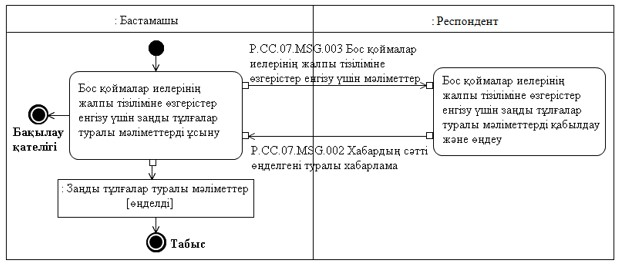 : Бастамашы
: Респондент
P.CC.07.MSG.003 Бос қоймалар
иелерінің жалпы тізіліміне
өзгерістер енгізу үшін мәліметтер
Бос қоймалар иелерінің
жалпы тізіліміне өзгерістер
енгізу үшін заңды тұлғалар
туралы мәліметтерді ұсыну
Бос қоймалар иелерінің
жалпы тізіліміне өзгерістер
енгізу үшін заңды тұлғалар
туралы мәліметтерді қабылдау
және өңдеу
Бақылау
қателігі
P.CC.07.MSG.002 Хабардың сәтті
өңделгені туралы хабарлама
: Заңды тұлғалар туралы мәліметтер
[өңделді]
Табыс